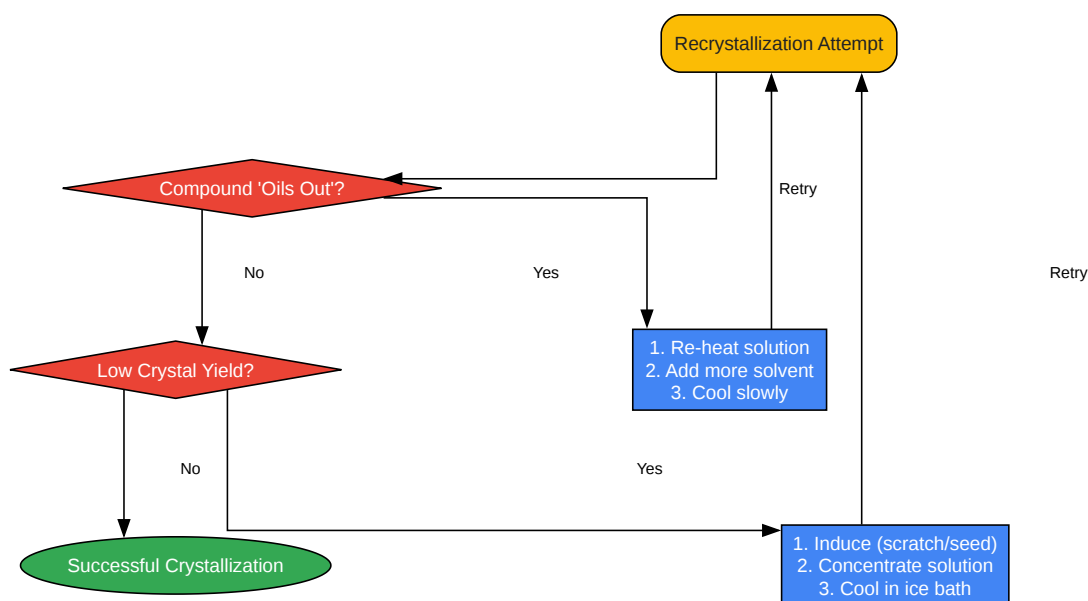 Recrystallization Attempt
Compound 'Oils Out'?
Retry
No
Yes
Retry
1. Re-heat solution
2. Add more solvent
3. Cool slowly
Low Crystal Yield?
No
Yes
Successful Crystallization
1. Induce (scratch/seed)
2. Concentrate solution
3. Cool in ice bath